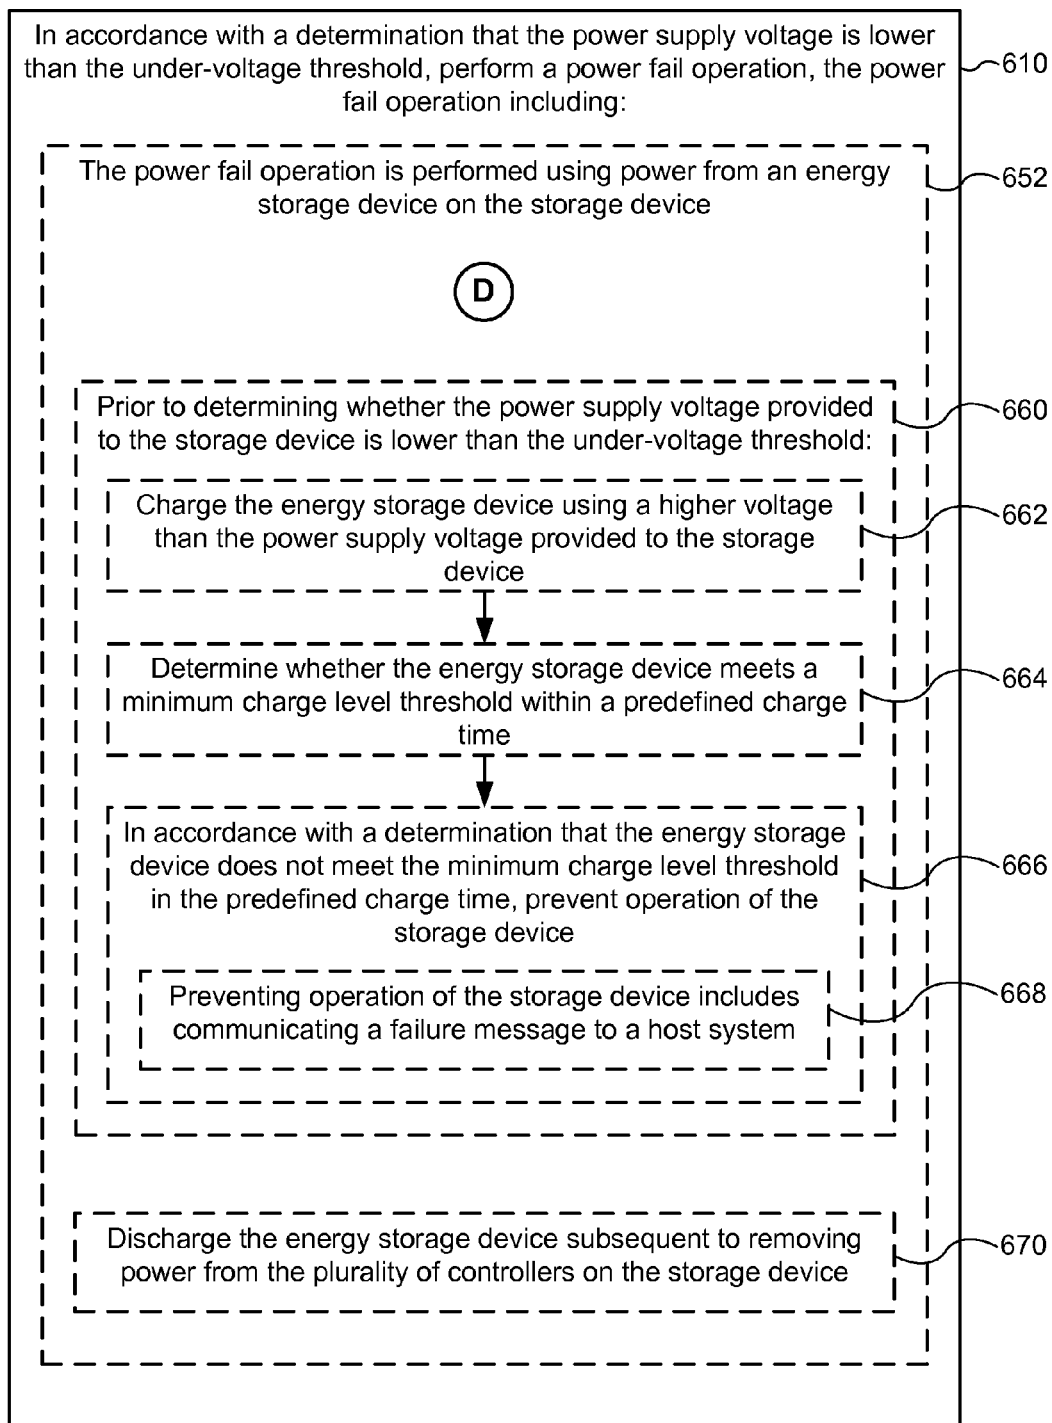 In accordance with a determination that the power supply voltage is lower
than the under-voltage threshold, perform a power fail operation, the power
fail operation including:
610
The power fail operation is performed using power from an energy
storage device on the storage device
652
D
Prior to determining whether the power supply voltage provided
to the storage device is lower than the under-voltage threshold:
660
Charge the energy storage device using a higher voltage
than the power supply voltage provided to the storage
device
662
Determine whether the energy storage device meets a
minimum charge level threshold within a predefined charge
time
664
In accordance with a determination that the energy storage
device does not meet the minimum charge level threshold
in the predefined charge time, prevent operation of the
storage device
666
Preventing operation of the storage device includes
communicating a failure message to a host system
668
Discharge the energy storage device subsequent to removing
power from the plurality of controllers on the storage device
670